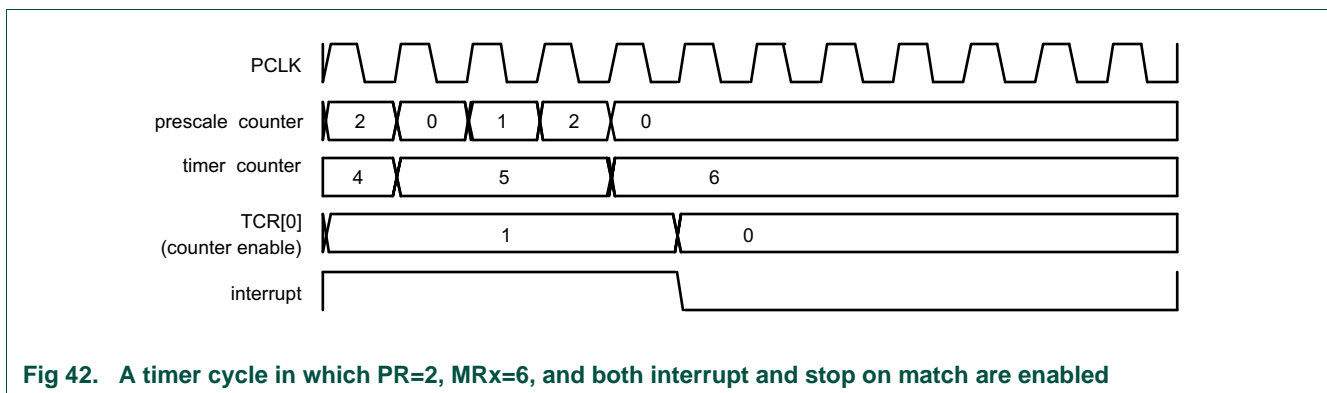 PCLK
prescale counter 2 0 1 2 0
timer counter 4 5 6
TCR[0]
(counter enable) 1 0
interrupt
Fig 42. A timer cycle in which PR=2, MRx=6, and both interrupt and stop on match are enabled